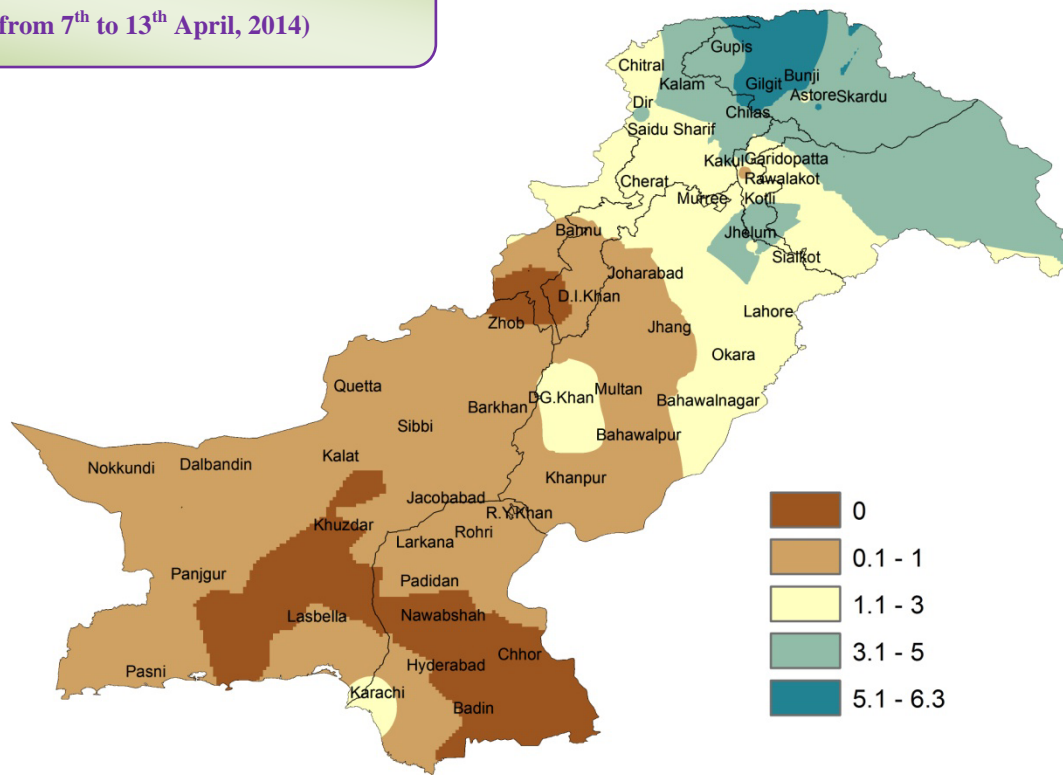 from 7th to 13th April, 2014)
Gupis
Chitral
Kalam
Gilgit
Bunji
Astore
Skardu
Dir
Chilas
Saidu Sharif
Kakul
Garidopatta
Rawalakot
Cherat
Murree
Kotli
Bannu
Jhelum
Sialkot
Joharabad
D.I.Khan
Lahore
Zhob
Jhang
Okara
Quetta
DG.Khan
Multan
Bahawalnagar
Barkhan
Sibbi
Bahawalpur
Kalat
Nokkundi
Dalbandin
Khanpur
Jacobabad
R.Y.Khan
Khuzdar
Rohri
Larkana
Panjgur
Padidan
Lasbella
Nawabshah
Chhor
Pasni
Hyderabad
Karachi
Badin
0
0.1 - 1
1.1 - 3
3.1 - 5
5.1 - 6.3